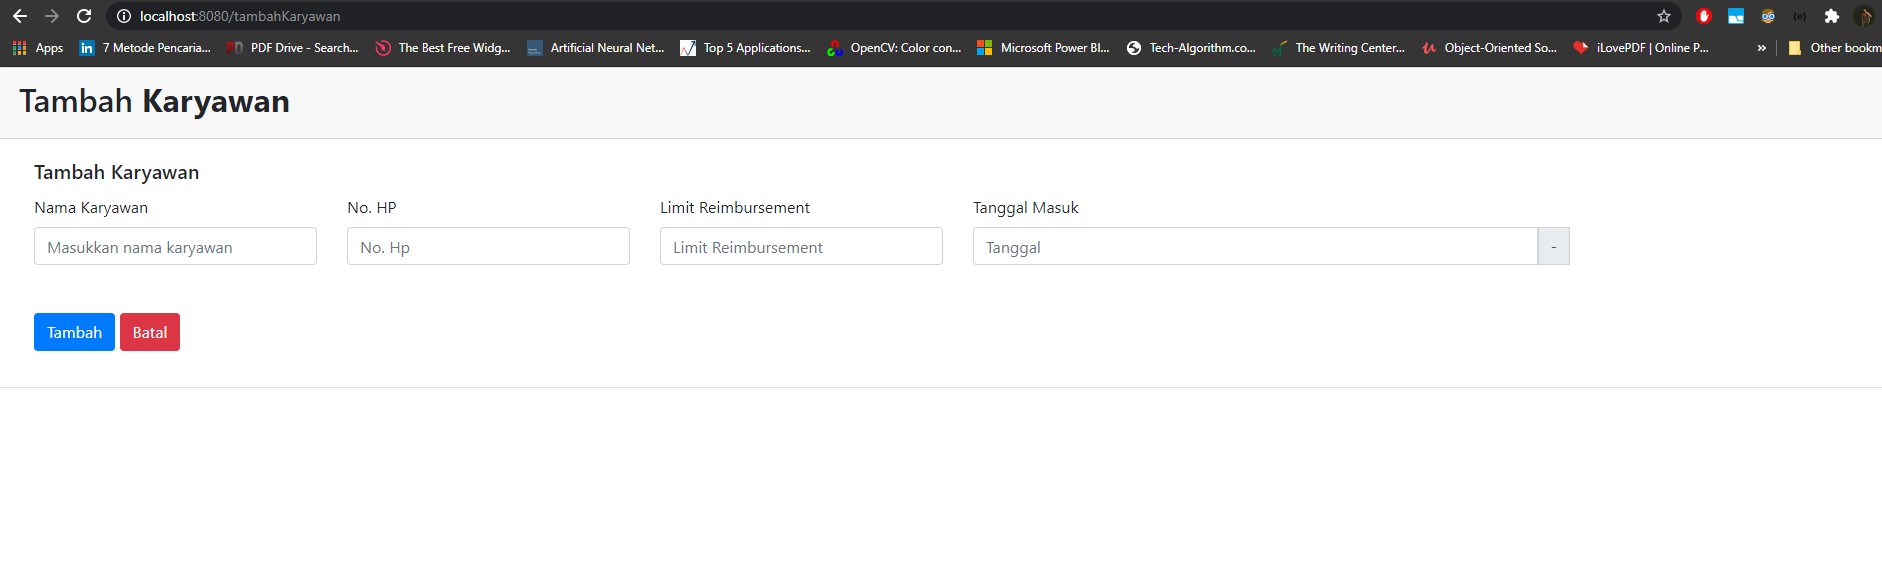 localhost:8080/tambahKaryawan
Apps 7 Metode Pencaria... PDF Drive - Search... The Best Free Widg... Artificial Neural Net... Top 5 Applications... OpenCV: Color con... Microsoft Power BI... Tech-Algorithm.co... The Writing Center... Object-Oriented So... iLovePDF | Online P... » Other bookm
Tambah Karyawan
Tambah Karyawan
Nama Karyawan No. HP Limit Reimbursement Tanggal Masuk
Masukkan nama karyawan No. Hp Limit Reimbursement Tanggal -
Tambah Batal